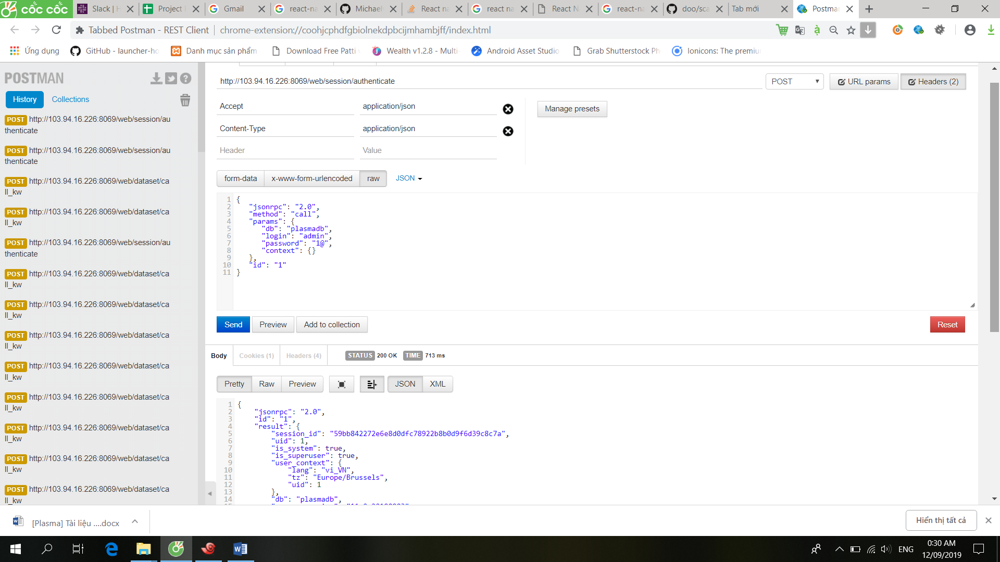 cốc cốc
Slack | H
Project
Gmail
react-na
Michael
React na
react na
React N
react-na
doo/sca
Tab mới
Postman
Tabbed Postman - REST Client
chrome-extension://coohjcphdfgbiolnekdpbcijmhambjff/index.html
Ứng dụng
GitHub - launcher-ho
Danh mục sản phẩm
Download Free Patti
Wealth v1.2.8 - Multi-
Android Asset Studio
Grab Shutterstock Ph
Ionicons: The premiu
POSTMAN
History
Collections
POST http://103.94.16.226:8069/web/session/au
thenticate
POST http://103.94.16.226:8069/web/session/au
thenticate
POST http://103.94.16.226:8069/web/dataset/ca
ll_kw
POST http://103.94.16.226:8069/web/dataset/ca
ll_kw
POST http://103.94.16.226:8069/web/session/au
thenticate
POST http://103.94.16.226:8069/web/dataset/ca
ll_kw
POST http://103.94.16.226:8069/web/dataset/ca
ll_kw
POST http://103.94.16.226:8069/web/dataset/ca
ll_kw
POST http://103.94.16.226:8069/web/dataset/ca
ll_kw
POST http://103.94.16.226:8069/web/dataset/ca
ll_kw
POST http://103.94.16.226:8069/web/dataset/ca
ll_kw
POST http://103.94.16.226:8069/web/dataset/ca
ll_kw
POST http://103.94.16.226:8069/web/dataset/ca
ll_kw
http://103.94.16.226:8069/web/session/authenticate
POST
URL params
Headers (2)
Accept
application/json
Manage presets
Content-Type
application/json
Header
Value
form-data
x-www-form-urlencoded
raw
JSON
1 {
2 "jsonrpc": "2.0",
3 "method": "call",
4 "params": {
5 "db": "plasmadb",
6 "login": "admin",
7 "password": "1@",
8 "context": {}
9 },
10 "id": "1"
11 }
Send
Preview
Add to collection
Reset
Body
Cookies (1)
Headers (4)
STATUS 200 OK
TIME 713 ms
Pretty
Raw
Preview
JSON
XML
1 {
2 "jsonrpc": "2.0",
3 "id": "1",
4 "result": {
5 "session_id": "59bb842272e6e8d0dfc78922b8b0d9f6d39c8c7a",
6 "uid": 1,
7 "is_system": true,
8 "is_superuser": true,
9 "user_context": {
10 "lang": "vi_VN",
11 "tz": "Europe/Brussels",
12 "uid": 1
13 },
14 "db": "plasmadb",
[Plasma] Tài liệu ....docx
Hiển thị tất cả
ENG
0:30 AM
12/09/2019